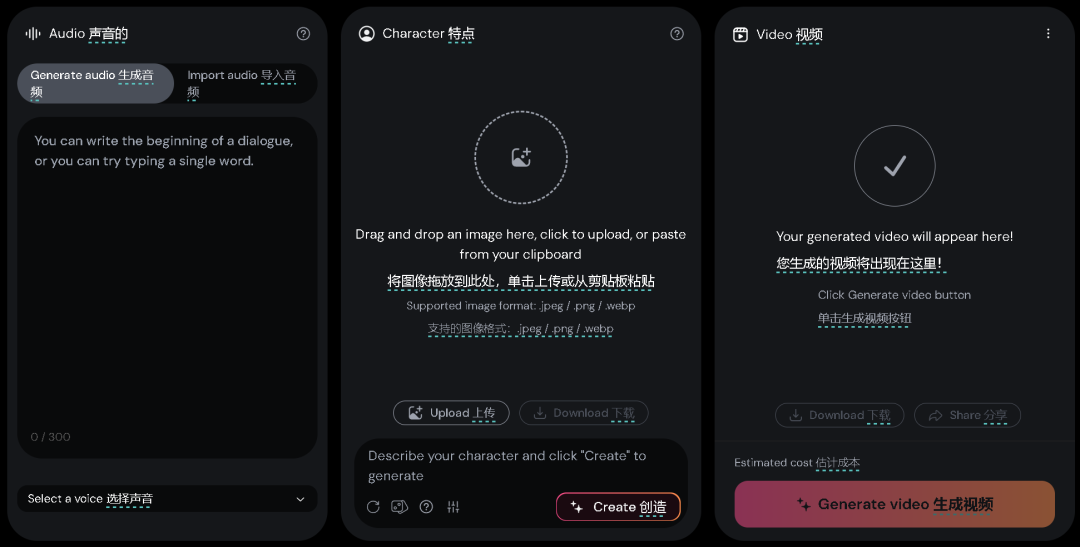 Audio 声音的
Generate audio 生成音
频
Import audio 导入音
频
You can write the beginning of a dialogue,
or you can try typing a single word.
0 / 300
Select a voice 选择声音
Character 特点
Drag and drop an image here, click to upload, or paste
from your clipboard
将图像拖放到此处，单击上传或从剪贴板粘贴
Supported image format: .jpeg / .png / .webp
支持的图像格式：.jpeg / .png / .webp
Upload 上传
Download 下载
Describe your character and click "Create" to
generate
Create 创造
Video 视频
Your generated video will appear here!
您生成的视频将出现在这里！
Click Generate video button
单击生成视频按钮
Download 下载
Share 分享
Estimated cost 估计成本
Generate video 生成视频